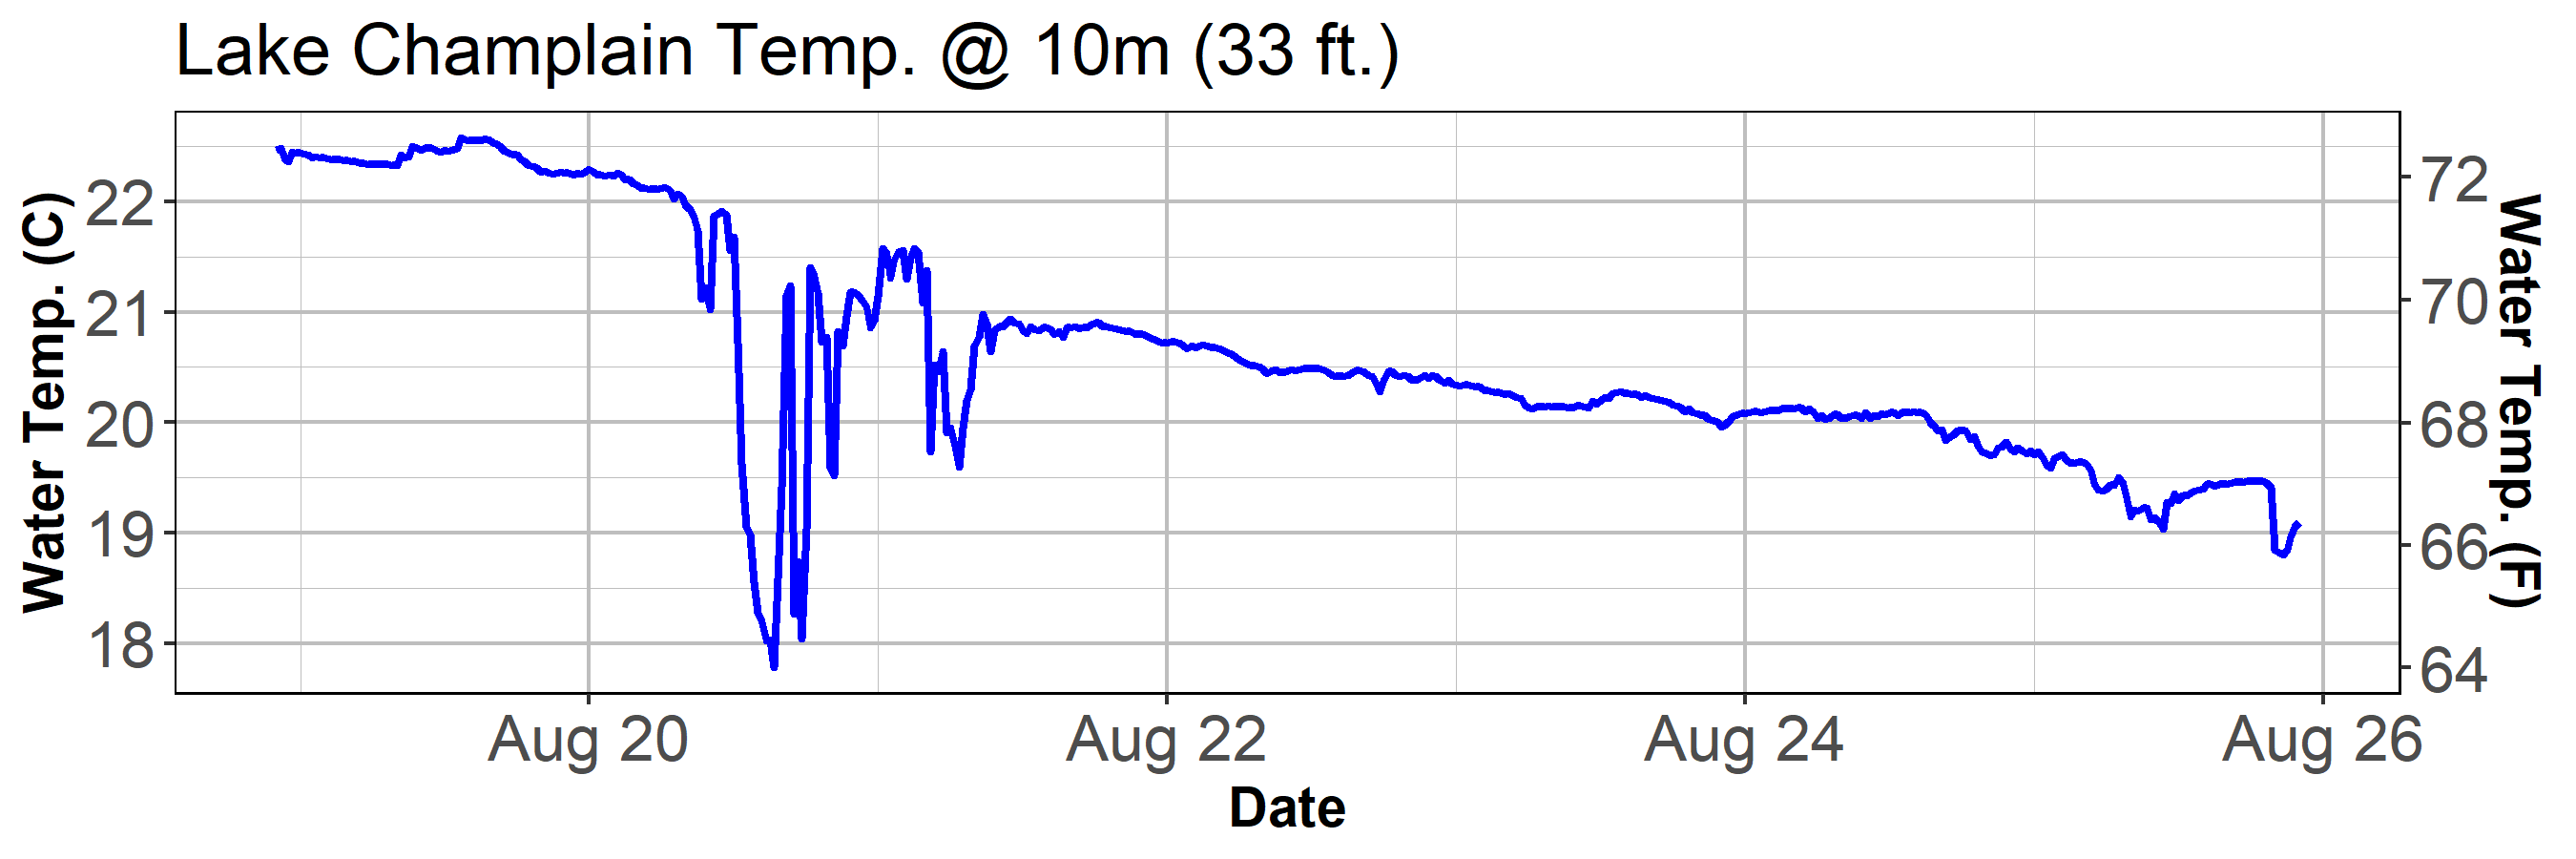 Lake Champlain Temp. @ 10m (33 ft.)
Water Temp. (C)
22
21
20
19
18
72
70
68
66
64
Water Temp. (F)
Aug 20
Aug 22
Aug 24
Aug 26
Date